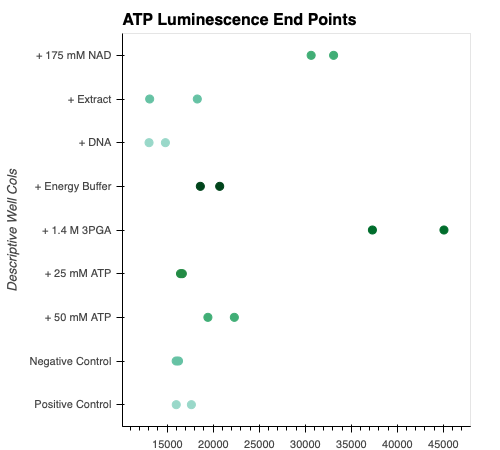 ATP Luminescence End Points
Descriptive Well Cols
+ 175 mM NAD
+ Extract
+ DNA
+ Energy Buffer
+ 1.4 M 3PGA
+ 25 mM ATP
+ 50 mM ATP
Negative Control
Positive Control
15000 20000 25000 30000 35000 40000 45000